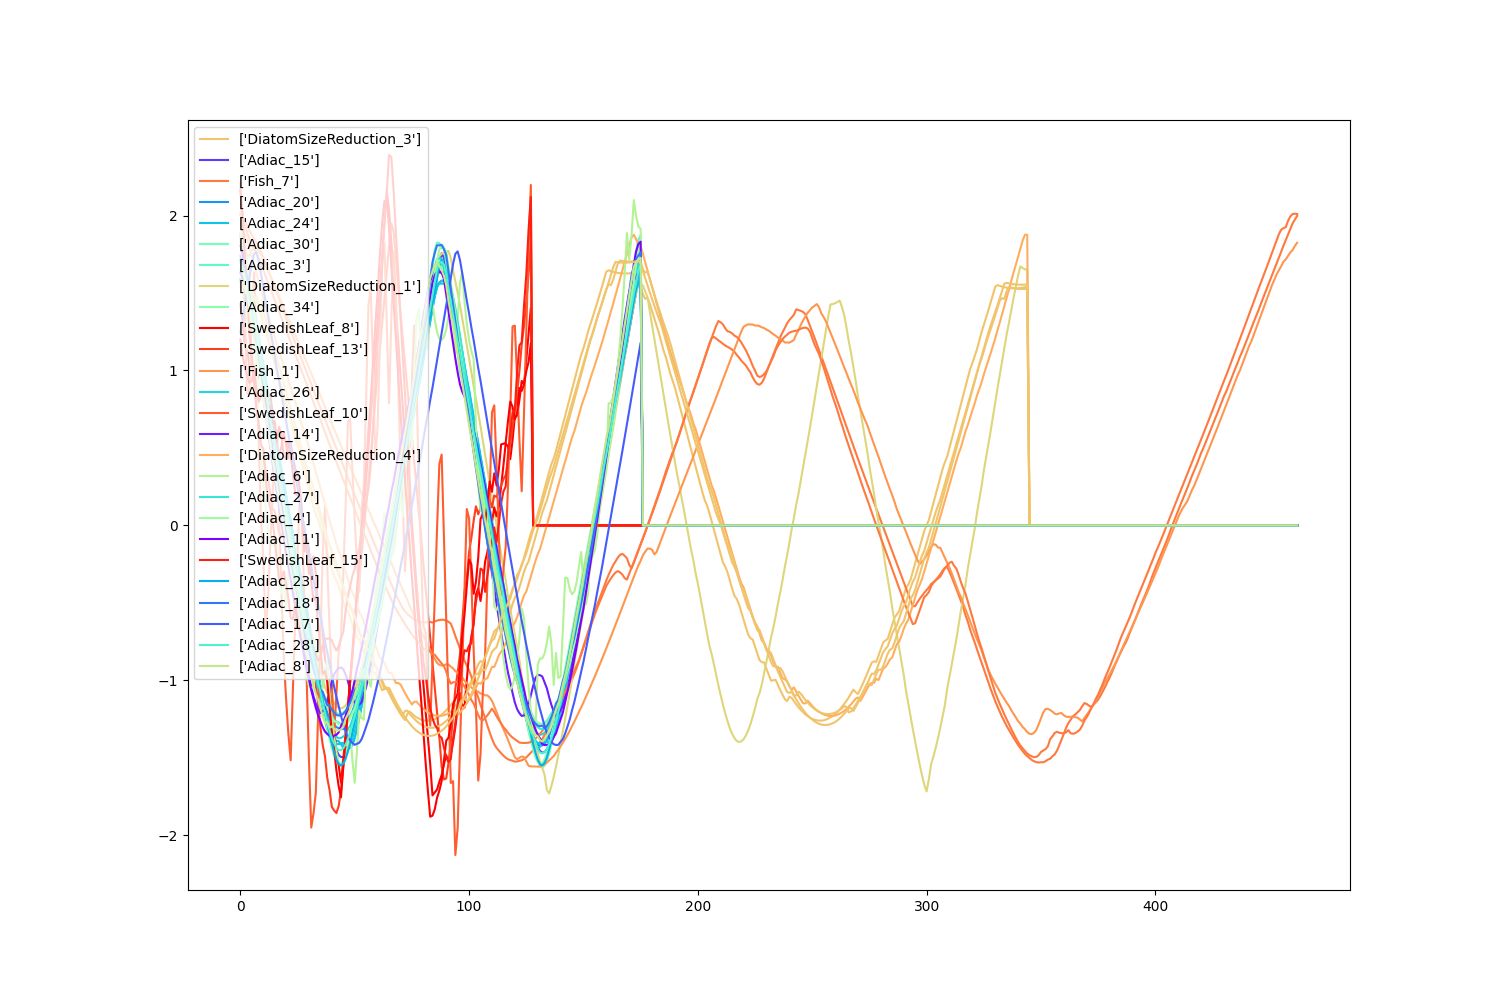 ['DiatomSizeReduction_3']
['Adiac_15']
['Fish_7']
['Adiac_20']
['Adiac_24']
['Adiac_30']
['Adiac_3']
['DiatomSizeReduction_1']
['Adiac_34']
['SwedishLeaf_8']
['SwedishLeaf_13']
['Fish_1']
['Adiac_26']
['SwedishLeaf_10']
['Adiac_14']
['DiatomSizeReduction_4']
['Adiac_6']
['Adiac_27']
['Adiac_4']
['Adiac_11']
['SwedishLeaf_15']
['Adiac_23']
['Adiac_18']
['Adiac_17']
['Adiac_28']
['Adiac_8']
2
1
0
−1
−2
0 100 200 300 400